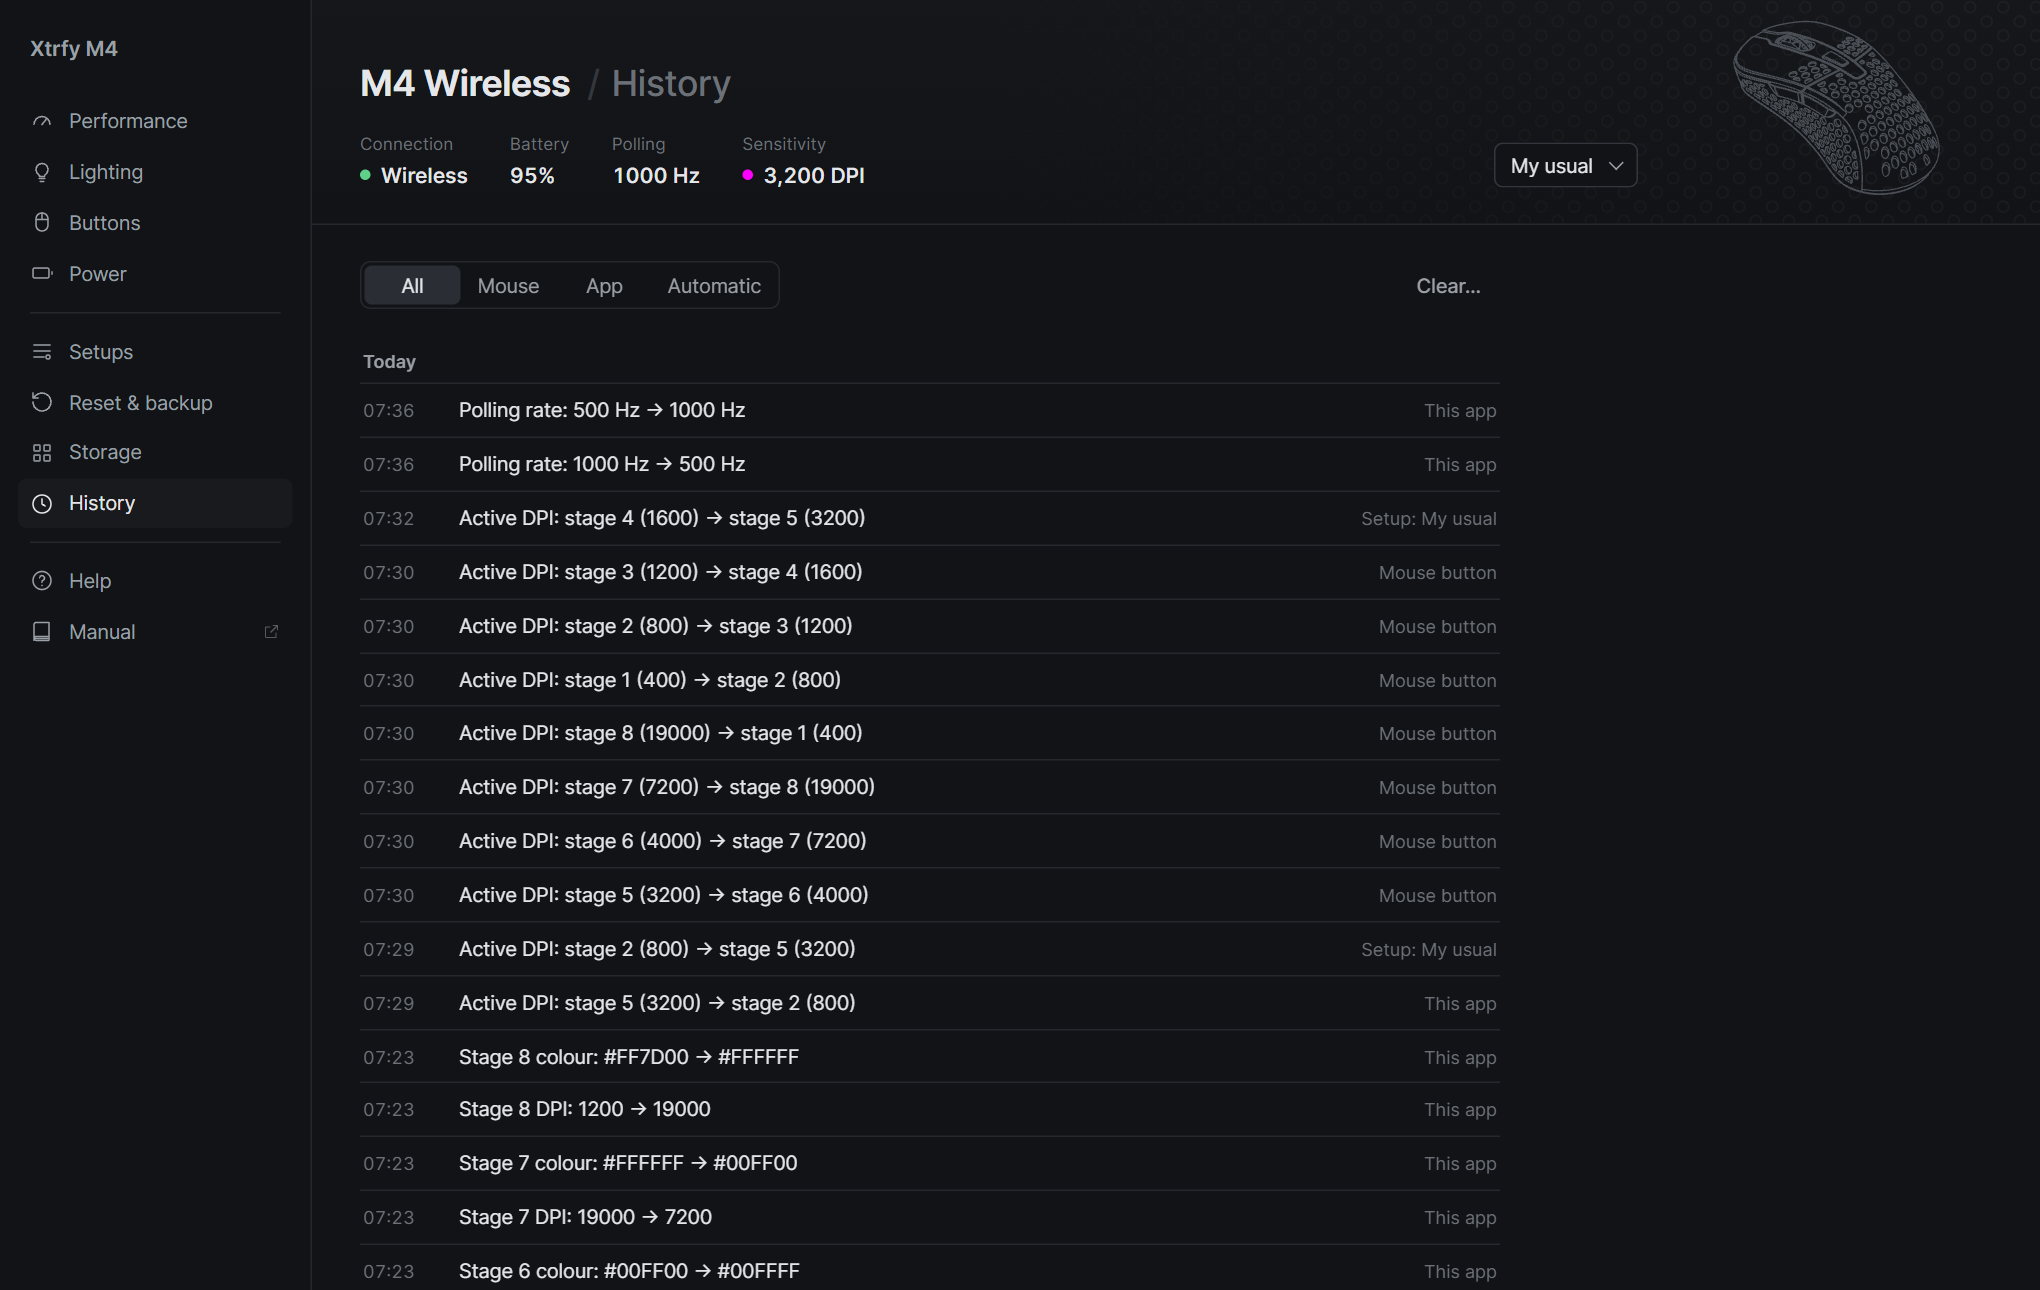 Xtrfy M4
Performance
Lighting
Buttons
Power
Setups
Reset & backup
Storage
History
Help
Manual
M4 Wireless / History
Connection
Wireless
Battery
95%
Polling
1000 Hz
Sensitivity
3,200 DPI
My usual
All
Mouse
App
Automatic
Clear...
Today
07:36 Polling rate: 500 Hz → 1000 Hz This app
07:36 Polling rate: 1000 Hz → 500 Hz This app
07:32 Active DPI: stage 4 (1600) → stage 5 (3200) Setup: My usual
07:30 Active DPI: stage 3 (1200) → stage 4 (1600) Mouse button
07:30 Active DPI: stage 2 (800) → stage 3 (1200) Mouse button
07:30 Active DPI: stage 1 (400) → stage 2 (800) Mouse button
07:30 Active DPI: stage 8 (19000) → stage 1 (400) Mouse button
07:30 Active DPI: stage 7 (7200) → stage 8 (19000) Mouse button
07:30 Active DPI: stage 6 (4000) → stage 7 (7200) Mouse button
07:30 Active DPI: stage 5 (3200) → stage 6 (4000) Mouse button
07:29 Active DPI: stage 2 (800) → stage 5 (3200) Setup: My usual
07:29 Active DPI: stage 5 (3200) → stage 2 (800) This app
07:23 Stage 8 colour: #FF7D00 → #FFFFFF This app
07:23 Stage 8 DPI: 1200 → 19000 This app
07:23 Stage 7 colour: #FFFFFF → #00FF00 This app
07:23 Stage 7 DPI: 19000 → 7200 This app
07:23 Stage 6 colour: #00FF00 → #00FFFF This app